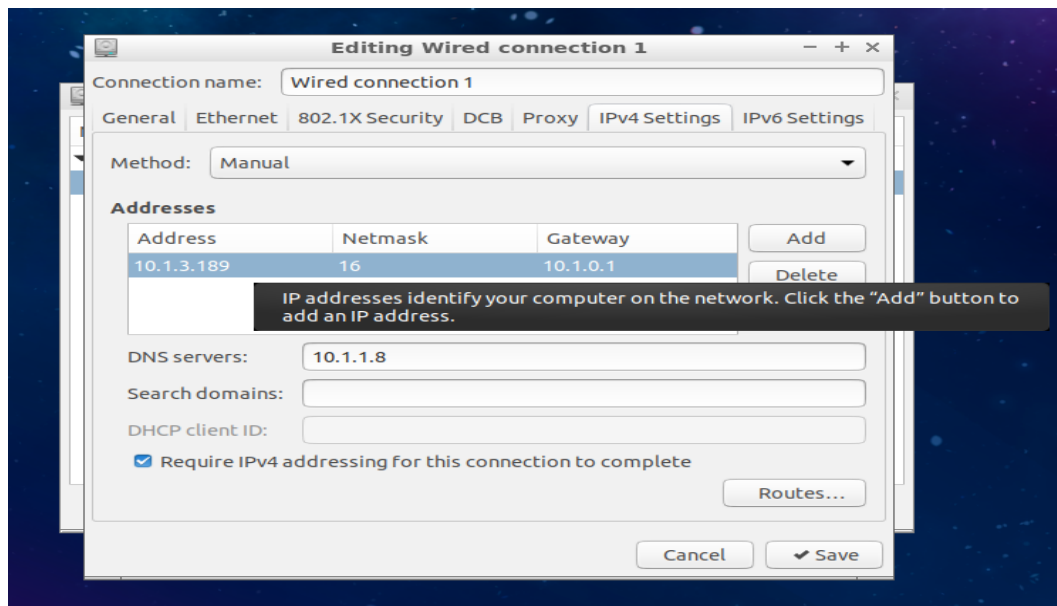 Editing Wired connection 1
Connection name: Wired connection 1
General Ethernet 802.1X Security DCB Proxy IPv4 Settings IPv6 Settings
Method: Manual
Addresses
Address Netmask Gateway Add
10.1.3.189 16 10.1.0.1 Delete
IP addresses identify your computer on the network. Click the “Add” button to
add an IP address.
DNS servers: 10.1.1.8
Search domains:
DHCP client ID:
Require IPv4 addressing for this connection to complete
Routes...
Cancel Save